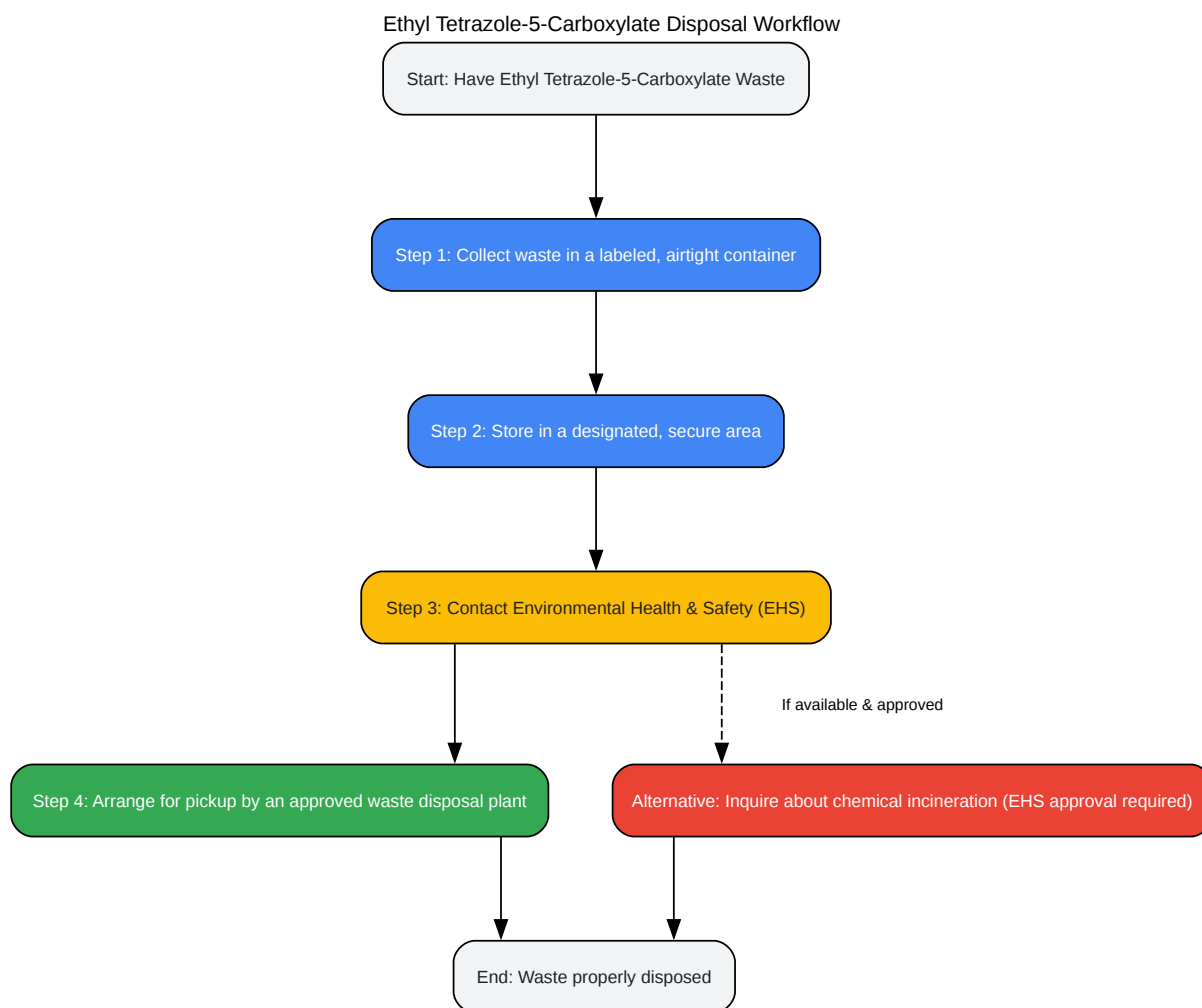 Ethyl Tetrazole-5-Carboxylate Disposal Workflow
Start: Have Ethyl Tetrazole-5-Carboxylate Waste
Step 1: Collect waste in a labeled, airtight container
Step 2: Store in a designated, secure area
Step 3: Contact Environmental Health & Safety (EHS)
If available & approved
Step 4: Arrange for pickup by an approved waste disposal plant
Alternative: Inquire about chemical incineration (EHS approval required)
End: Waste properly disposed